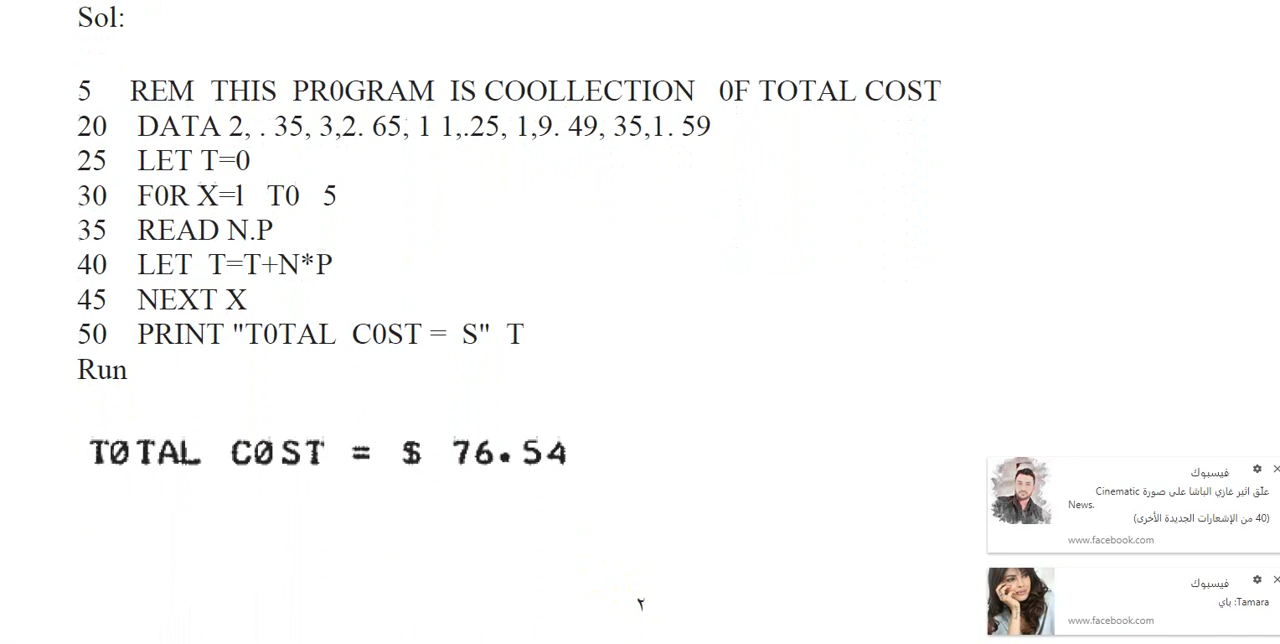 Sol:
5 REM THIS PR0GRAM IS COOLLECTION 0F TOTAL COST
20 DATA 2, . 35, 3,2. 65, 1 1,.25, 1,9. 49, 35,1. 59
25 LET T=0
30 F0R X=l T0 5
35 READ N.P
40 LET T=T+N*P
45 NEXT X
50 PRINT "T0TAL C0ST = S" T
Run
TØTAL CØST = $ 76.54
فيسبوك
علّق اثير غازي الباشا على صورة Cinematic
News.
(40 من الإشعارات الجديدة الأخرى)
www.facebook.com
فيسبوك
Tamara: باي
www.facebook.com
٢